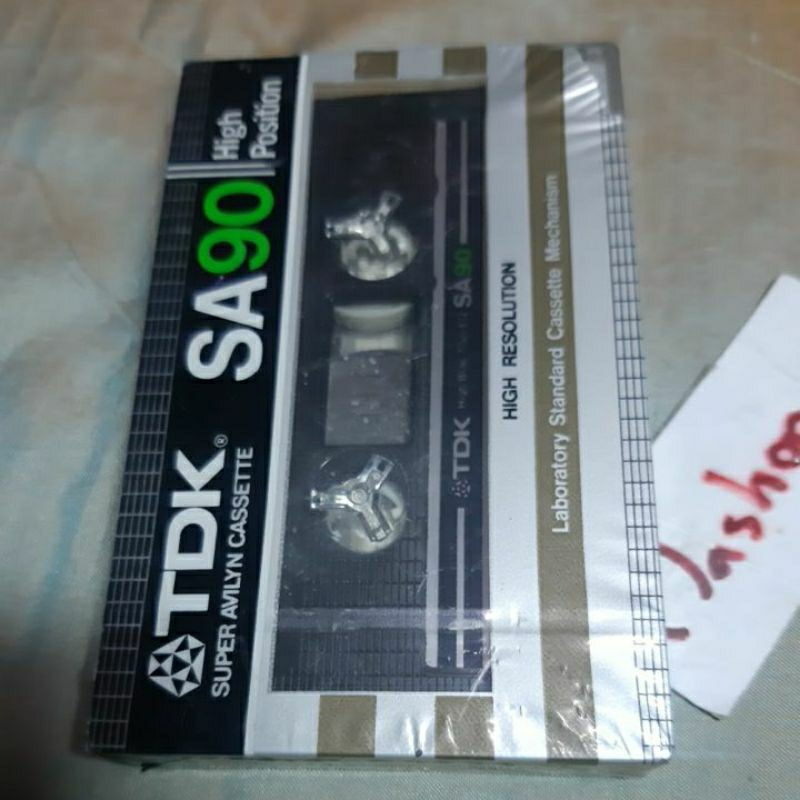 TDK®
SUPER AVILYN CASSETTE
SA90
High
Position
TDK
SA90
HIGH RESOLUTION
Laboratory Standard Cassette Mechanism